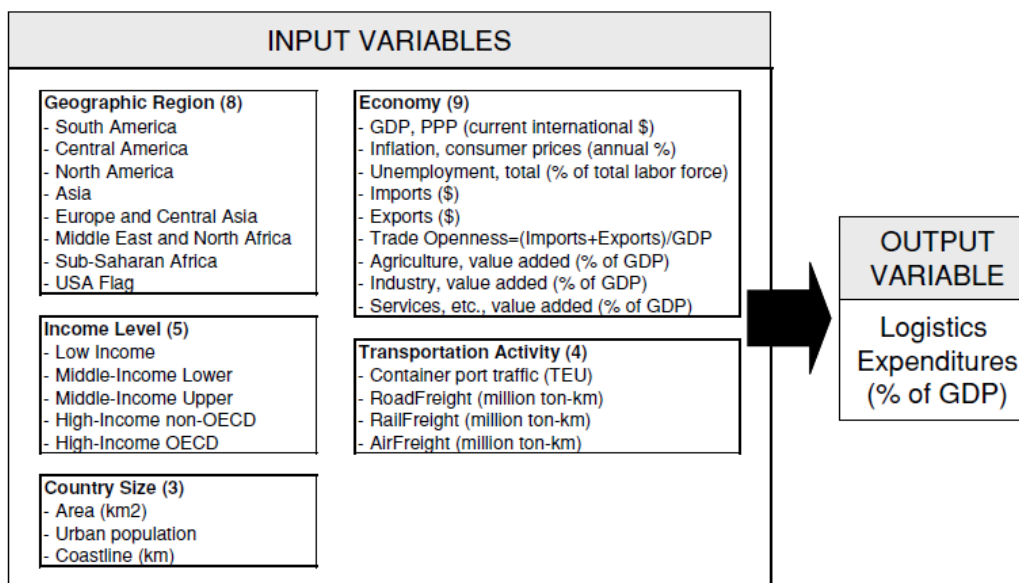 INPUT VARIABLES
Geographic Region (8)
- South America
- Central America
- North America
- Asia
- Europe and Central Asia
- Middle East and North Africa
- Sub-Saharan Africa
- USA Flag
Income Level (5)
- Low Income
- Middle-Income Lower
- Middle-Income Upper
- High-Income non-OECD
- High-Income OECD
Country Size (3)
- Area (km2)
- Urban population
- Coastline (km)
Economy (9)
- GDP, PPP (current international $)
- Inflation, consumer prices (annual %)
- Unemployment, total (% of total labor force)
- Imports ($)
- Exports ($)
- Trade Openness=(Imports+Exports)/GDP
- Agriculture, value added (% of GDP)
- Industry, value added (% of GDP)
- Services, etc., value added (% of GDP)
Transportation Activity (4)
- Container port traffic (TEU)
- RoadFreight (million ton-km)
- RailFreight (million ton-km)
- AirFreight (million ton-km)
OUTPUT
VARIABLE
Logistics
Expenditures
(% of GDP)